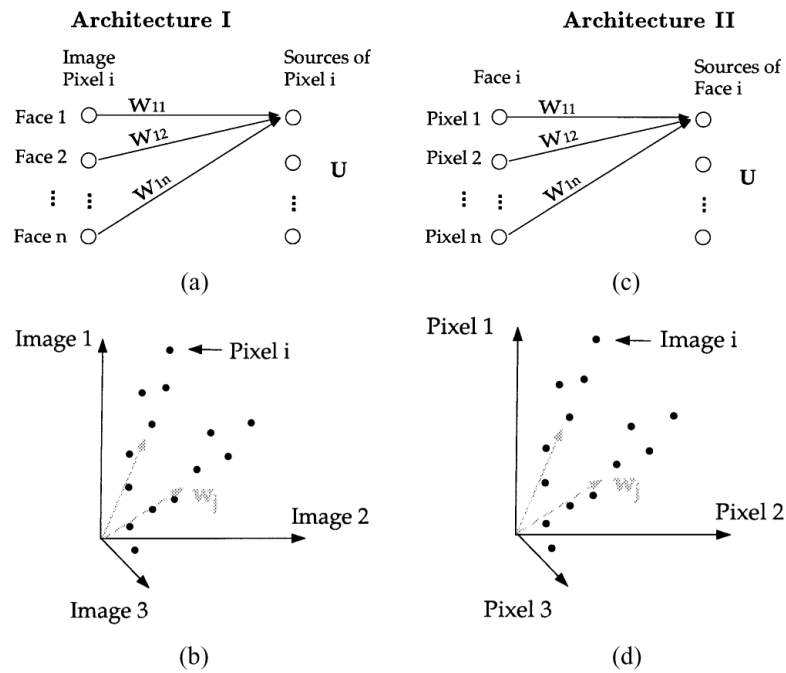 Architecture I
Image
Pixel i
Sources of
Pixel i
Face 1
W11
Face 2
W12
W1n
U
Face n
(a)
Architecture II
Face i
Sources of
Face i
Pixel 1
W11
Pixel 2
W12
W1n
U
Pixel n
(c)
Image 1
Pixel i
wj
Image 2
Image 3
(b)
Pixel 1
Image i
wj
Pixel 2
Pixel 3
(d)